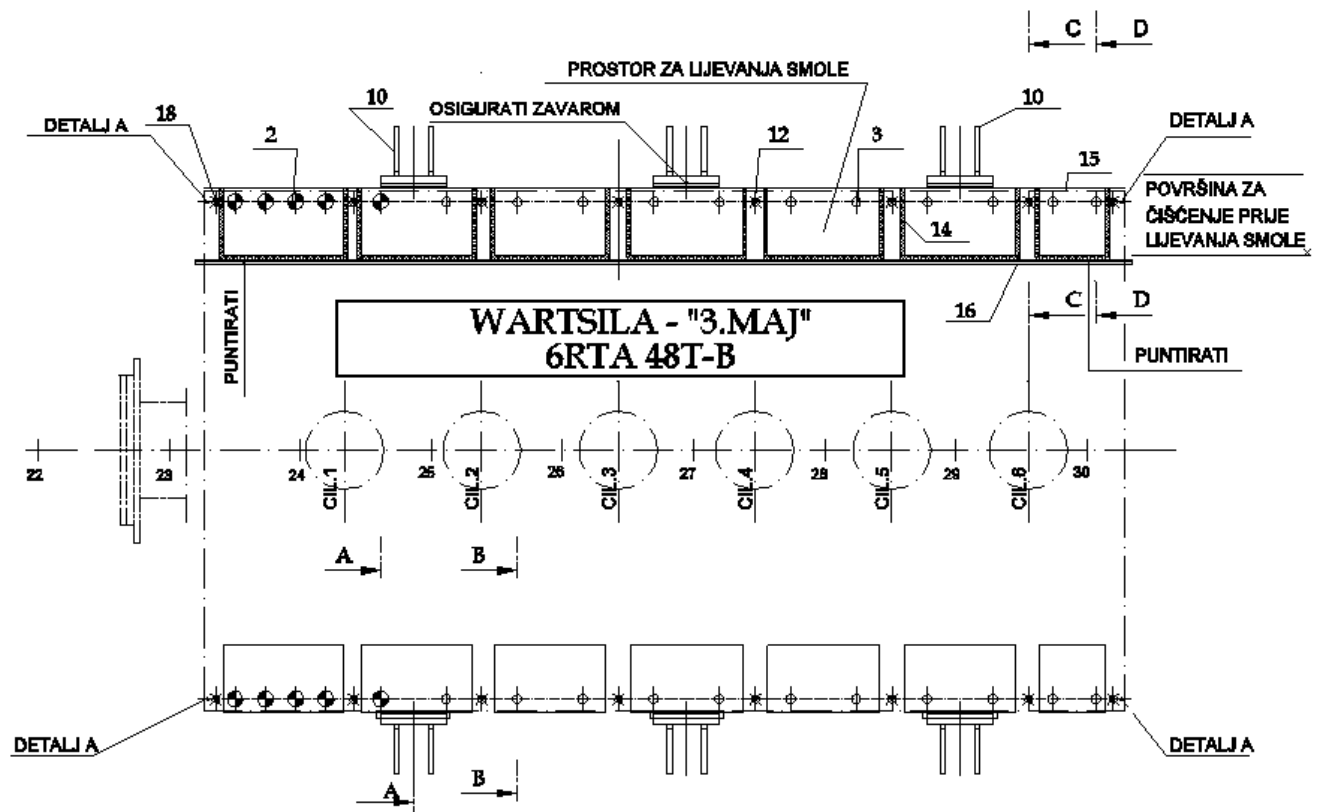 C D
PROSTOR ZA LIJEVANJA SMOLE
10
OSIGURATI ZAVAROM
10
18
DETALJ A
2
12
3
DETALJ A
15
POVRŠINA ZA
ČIŠĆENJE PRIJE
LIJEVANJA SMOLE
14
16
C D
PUNTIRATI
WARTSILA - "3.MAJ"
6RTA 48T-B
PUNTIRATI
22 23 24 25 26 27 28 29 30
CIL.1 CIL.2 CIL.3 CIL.4 CIL.5 CIL.6
A B
DETALJ A
DETALJ A
A B